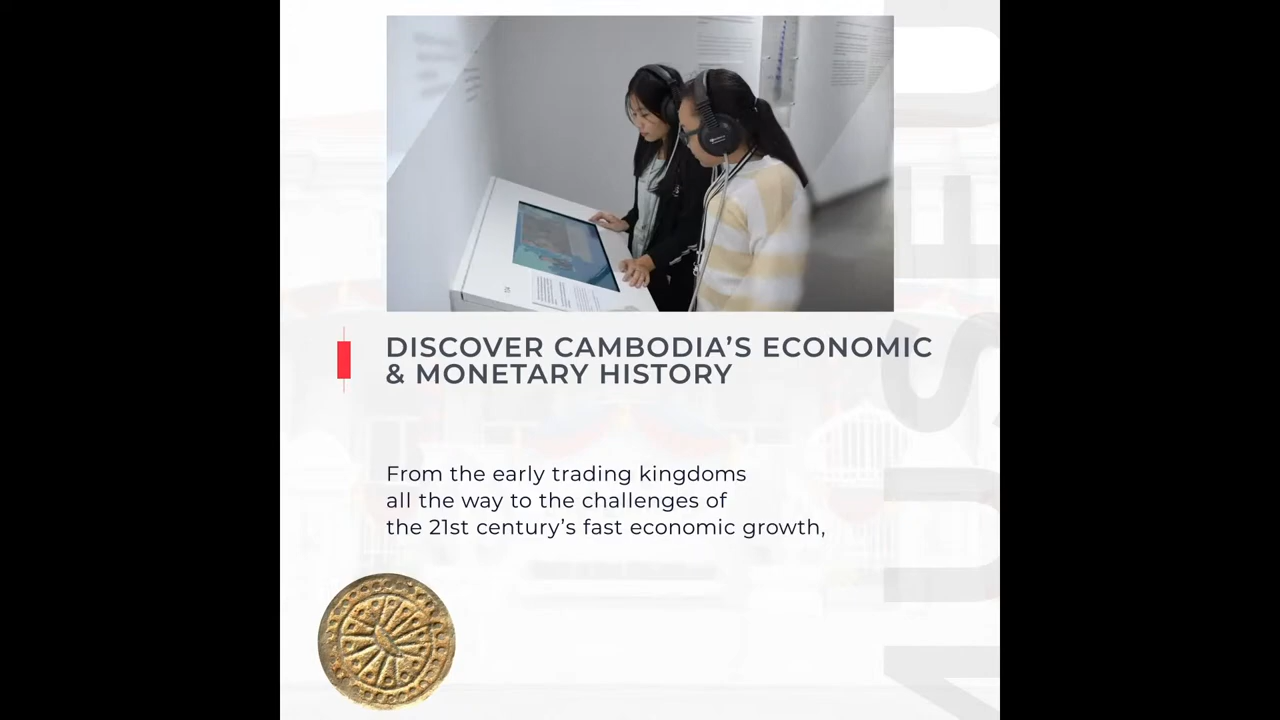 DISCOVER CAMBODIA’S ECONOMIC
& MONETARY HISTORY
From the early trading kingdoms
all the way to the challenges of
the 21st century’s fast economic growth,